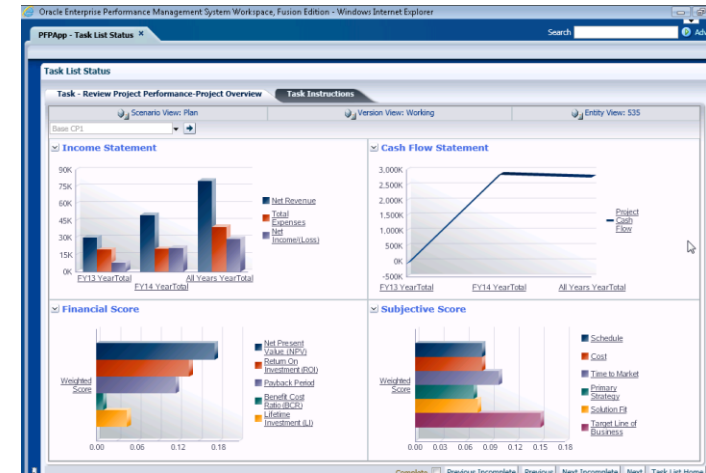 Oracle Enterprise Performance Management System Workspace, Fusion Edition - Windows Internet Explorer
PFPApp - Task List Status ×
Search
Adv
Task List Status
Task - Review Project Performance-Project Overview
Task Instructions
Scenario View: Plan
Version View: Working
Entity View: 535
Base CP1
Income Statement
90K
75K
60K
45K
30K
15K
0K
FY13 YearTotal
FY14 YearTotal
All Years YearTotal
Net Revenue
Total
Expenses
Net
Income/(Loss)
Cash Flow Statement
3,000K
2,500K
2,000K
1,500K
1,000K
500K
0K
-500K
FY13 YearTotal
FY14 YearTotal
All Years YearTotal
Project
Cash
Flow
Financial Score
Weighted
Score
0.00
0.06
0.12
0.18
Net Present
Value (NPV)
Return On
Investment (ROI)
Payback Period
Benefit Cost
Ratio (BCR)
Lifetime
Investment (LI)
Subjective Score
Weighted
Score
0.00
0.03
0.06
0.09
0.12
0.15
0.18
Schedule
Cost
Time to Market
Primary
Strategy
Solution Fit
Target Line of
Business
Complete
Previous Incomplete
Previous
Next Incomplete
Next
Task List Home